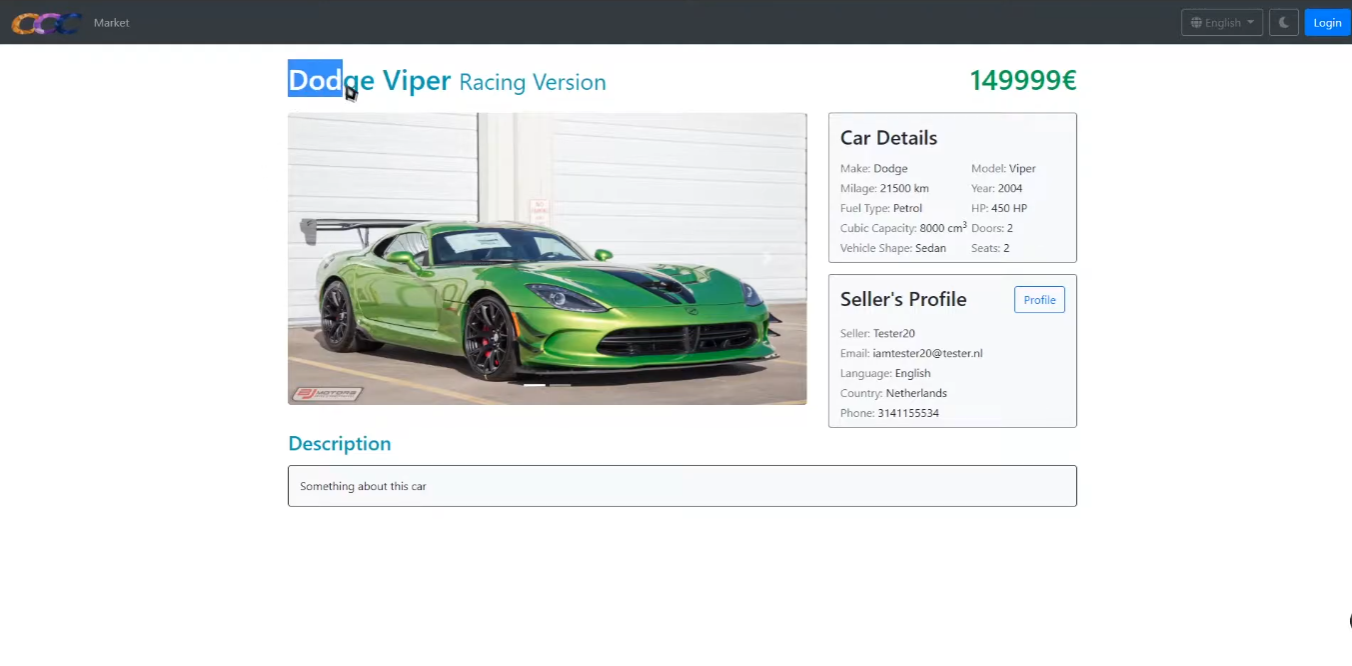 CGC Market English Login
Dodge Viper Racing Version 149999€
Car Details
Make: Dodge Model: Viper
Milage: 21500 km Year: 2004
Fuel Type: Petrol HP: 450 HP
Cubic Capacity: 8000 cm³ Doors: 2
Vehicle Shape: Sedan Seats: 2
Seller's Profile Profile
Seller: Tester20
Email: iamtester20@tester.nl
Language: English
Country: Netherlands
Phone: 3141155534
MOTORS
Description
Something about this car